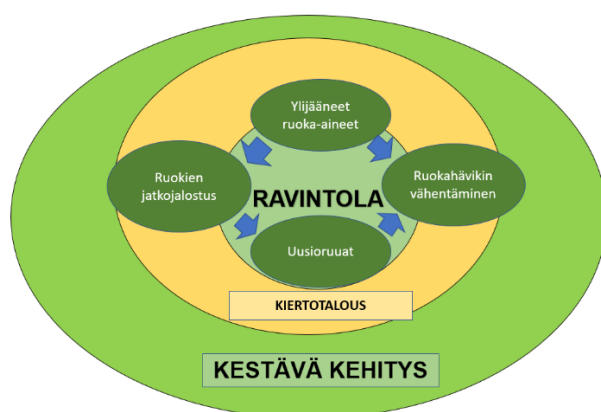 Ylijääneet
ruoka-aineet
Ruokien
jatkojalostus
Ruokahävikin
vähentäminen
RAVINTOLA
Uusioruuat
KIERTOTALOUS
KESTÄVÄ KEHITYS